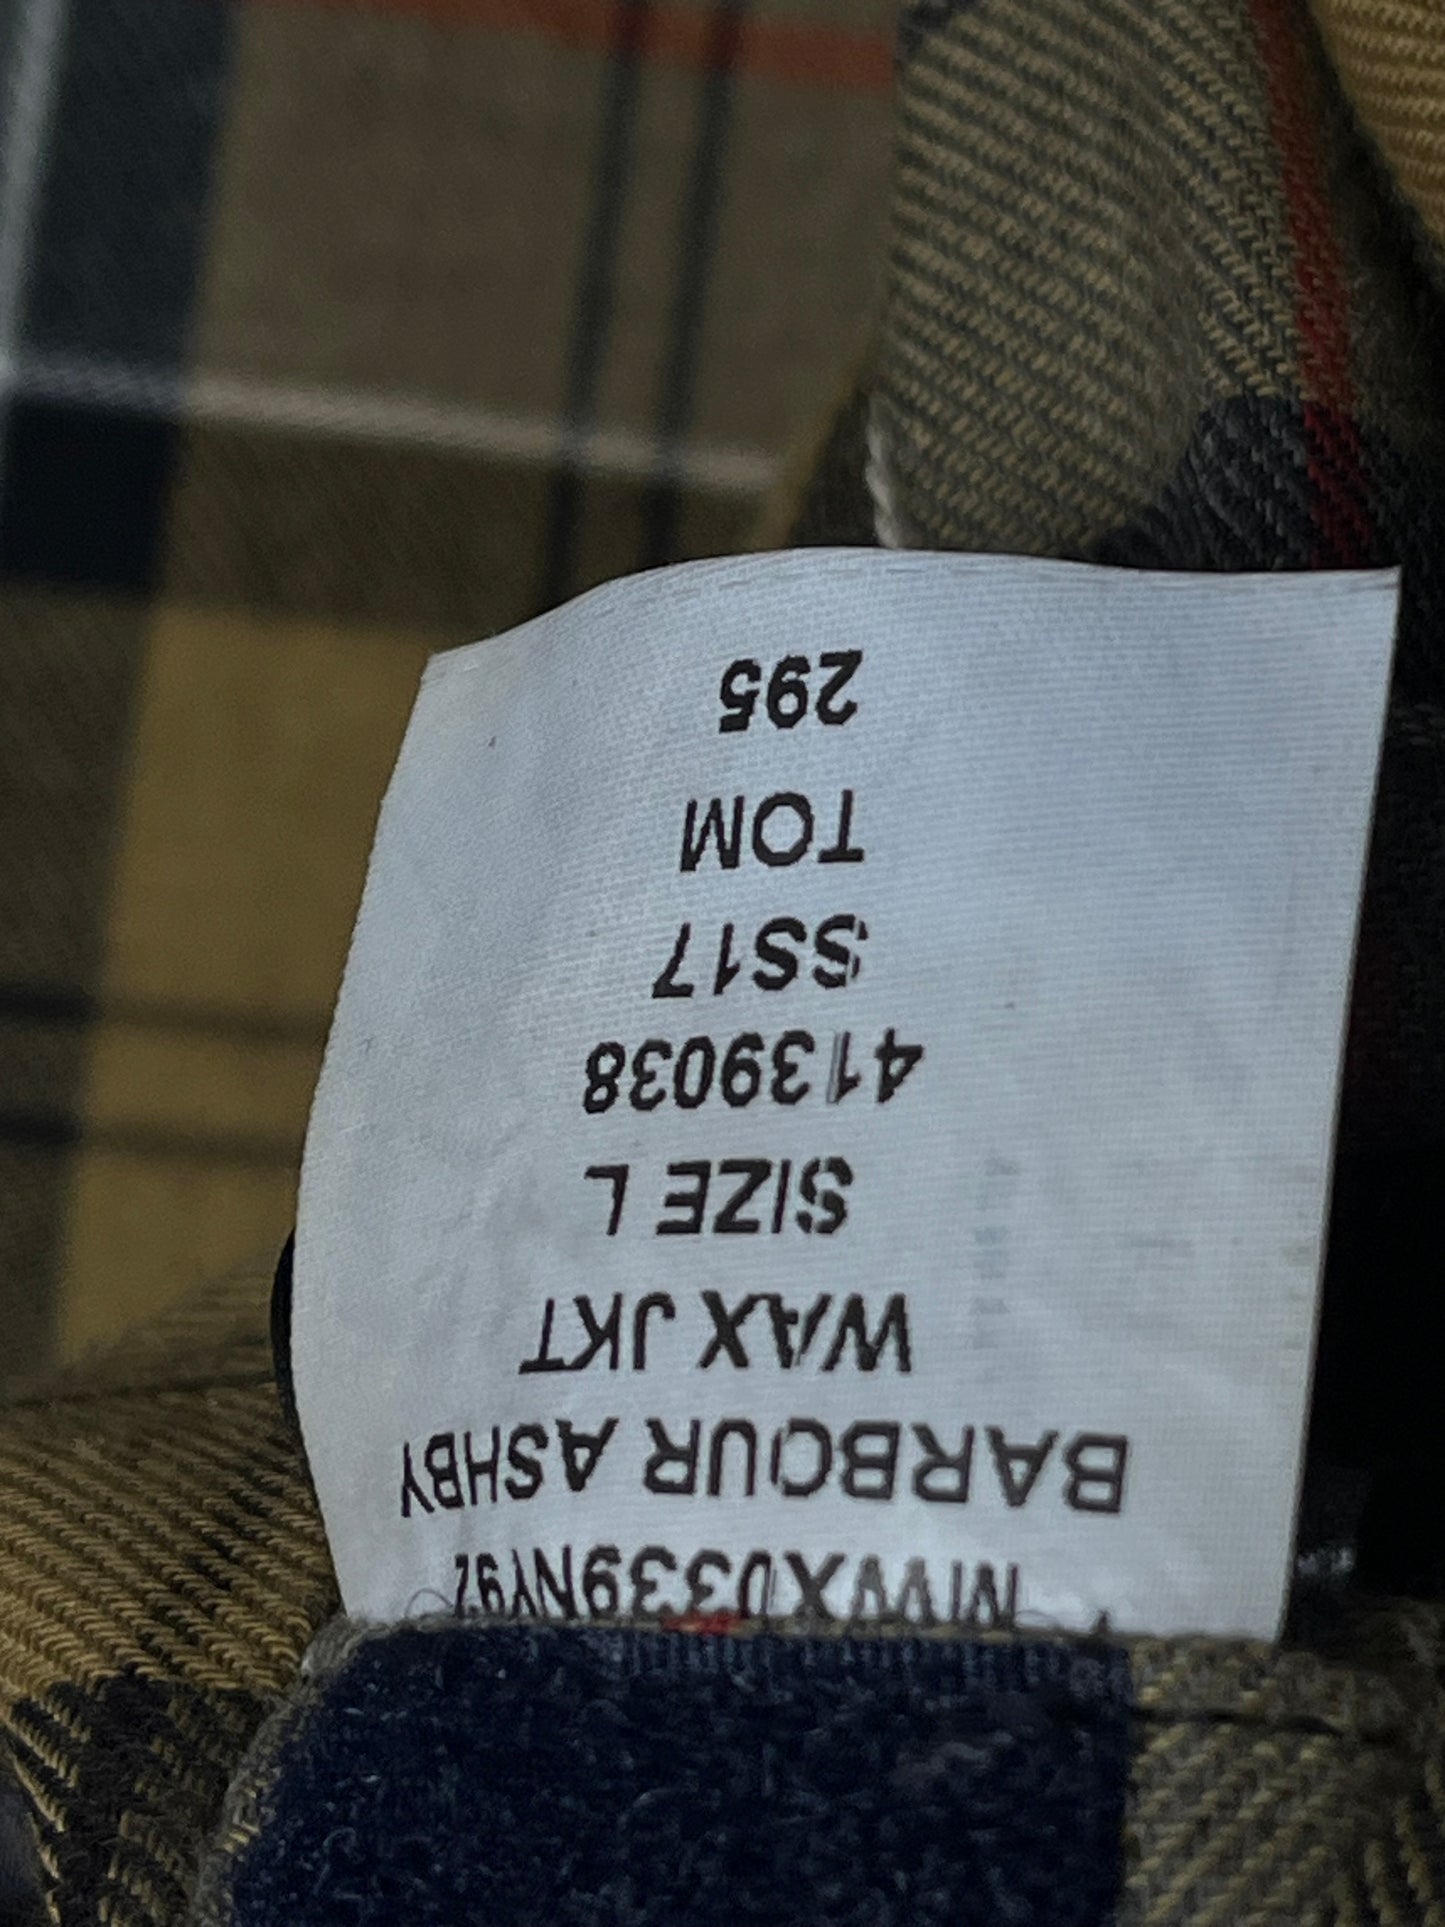 MWX0339NY92
BARBOUR ASHBY
WAX JKT
SIZE L
4139038
SS17
TOM
295